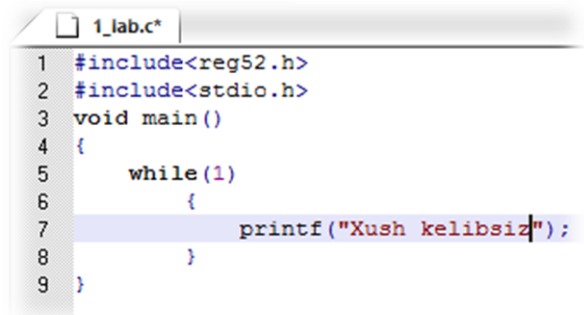 1_lab.c*
1 #include<reg52.h>
2 #include<stdio.h>
3 void main()
4 {
5 while(1)
6 {
7 printf("Xush kelibsiz");
8 }
9 }